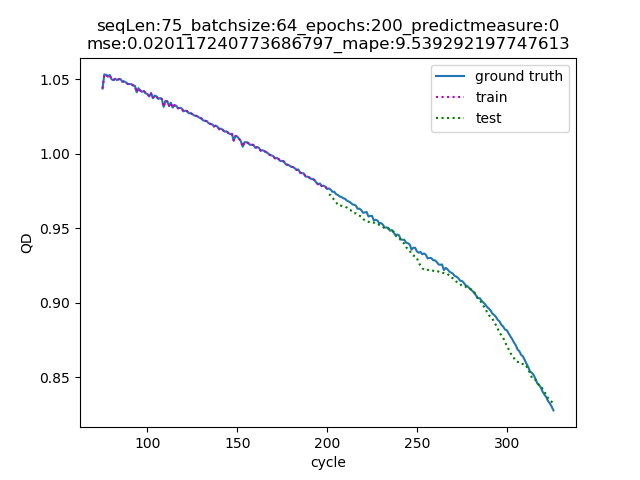 seqLen:75_batchsize:64_epochs:200_predictmeasure:0
mse:0.020117240773686797_mape:9.539292197747613
ground truth
train
test
1.05
1.00
0.95
0.90
0.85
QD
100 150 200 250 300
cycle